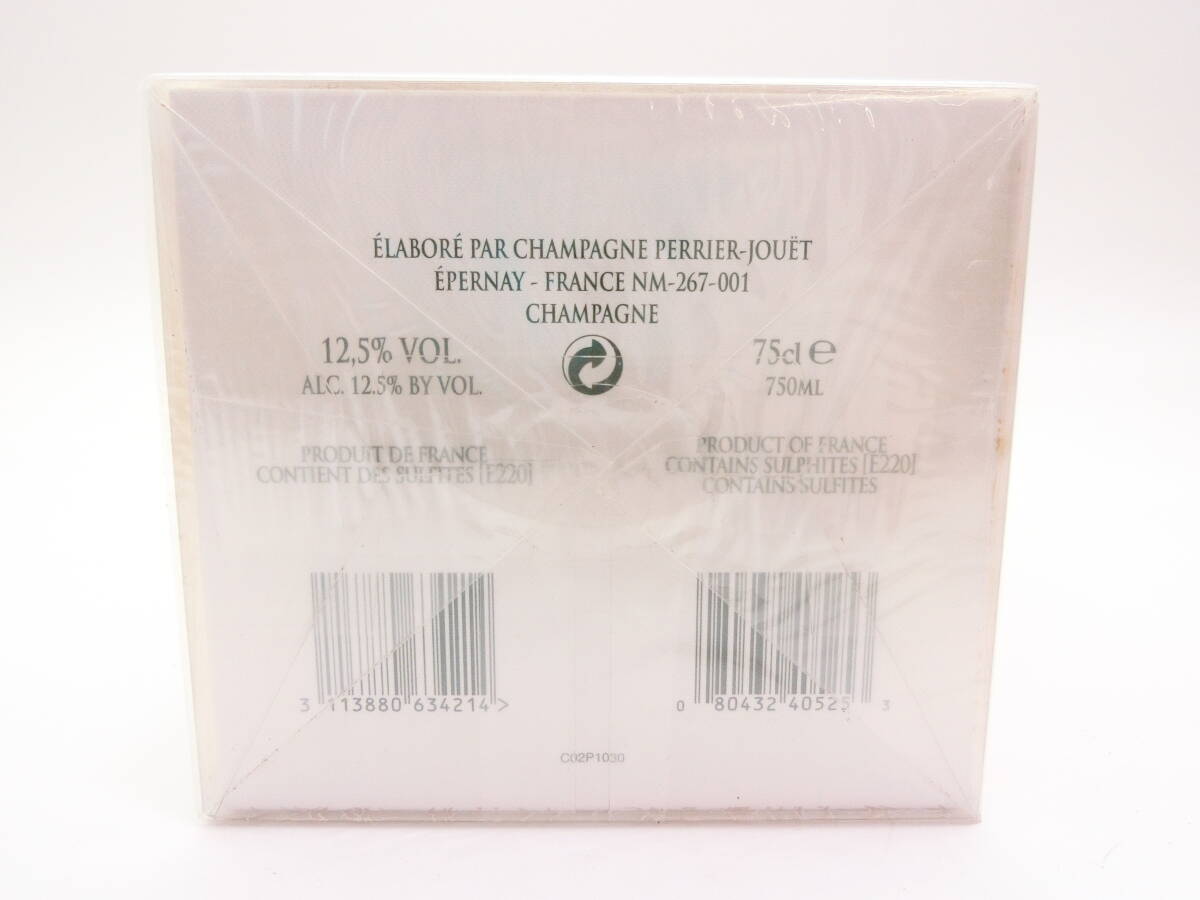 ÉLABORÉ PAR CHAMPAGNE PERRIER-JOUËT
ÉPERNAY - FRANCE NM-267-001
CHAMPAGNE
12,5% VOL.
ALC. 12.5% BY VOL.
75cl e
750ML
PRODUIT DE FRANCE
CONTIENT DES SULFITES [E220]
PRODUCT OF FRANCE
CONTAINS SULPHITES [E220]
CONTAINS SULFITES
3 113880 634214 >
0 80432 40525 3
C02P1030